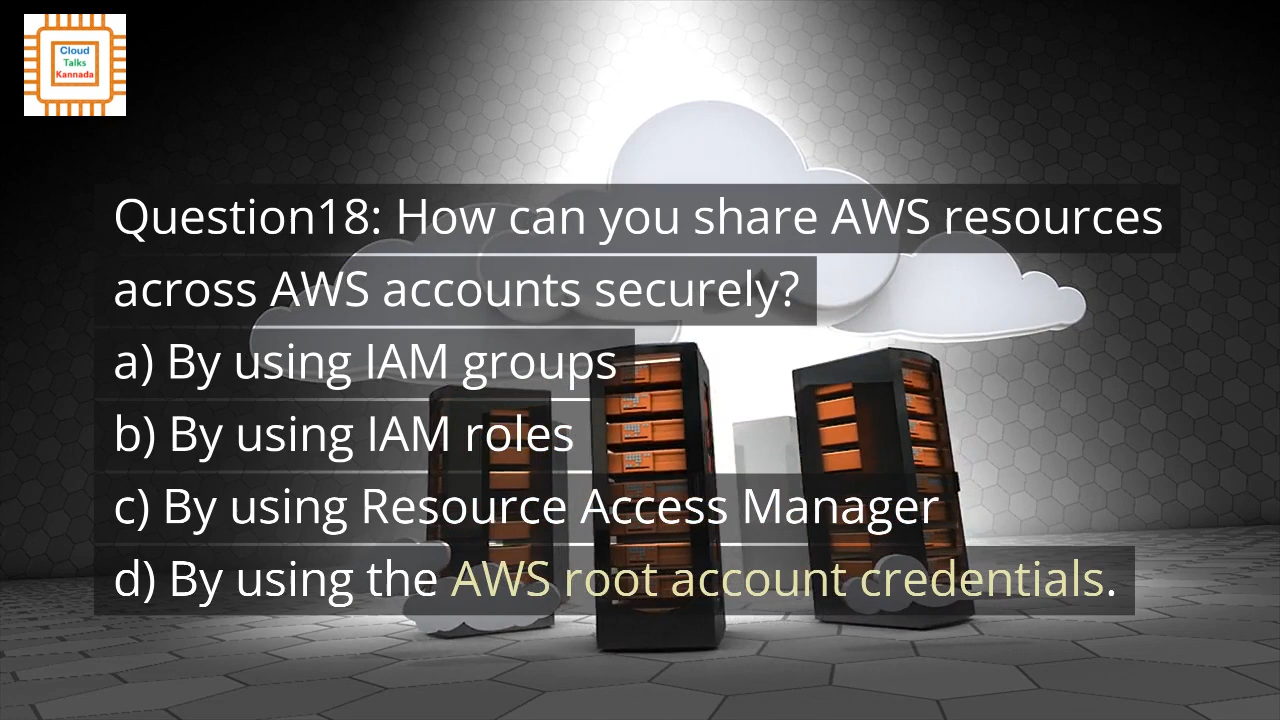 Cloud
Talks
Kannada
Question18: How can you share AWS resources
across AWS accounts securely?
a) By using IAM groups
b) By using IAM roles
c) By using Resource Access Manager
d) By using the AWS root account credentials.